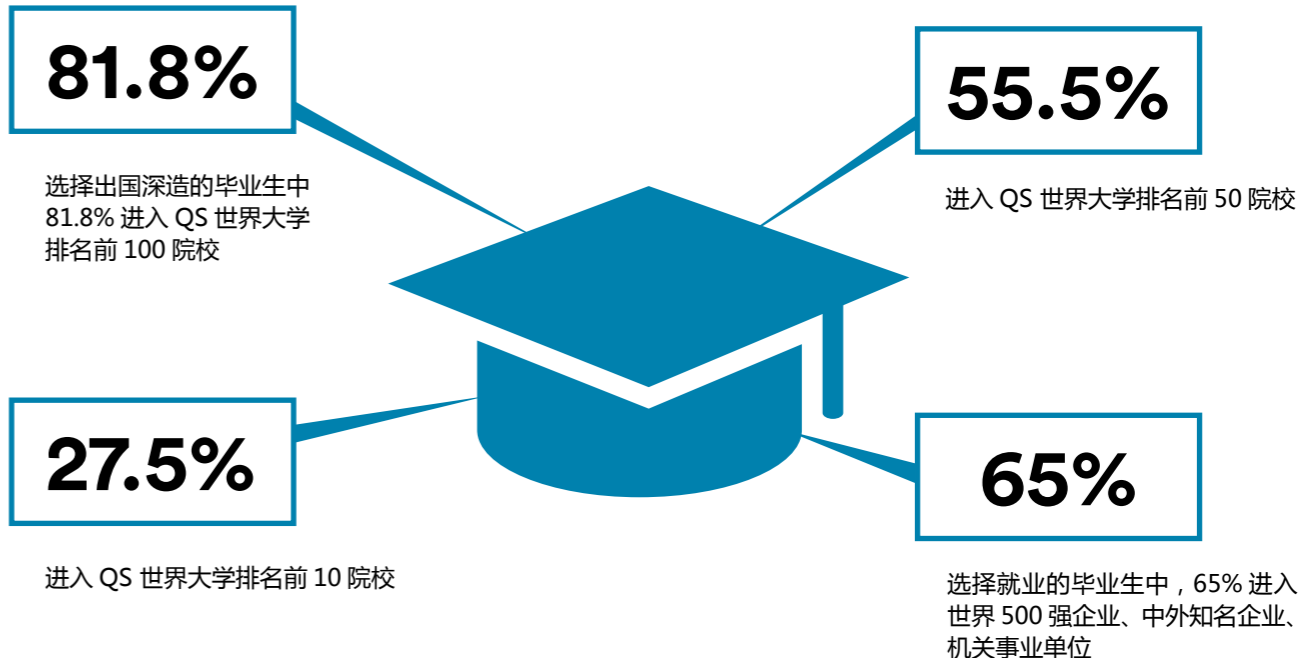 81.8%
选择出国深造的毕业生中
81.8% 进入 QS 世界大学
排名前 100 院校
55.5%
进入 QS 世界大学排名前 50 院校
27.5%
进入 QS 世界大学排名前 10 院校
65%
选择就业的毕业生中，65% 进入
世界 500 强企业、中外知名企业、
机关事业单位